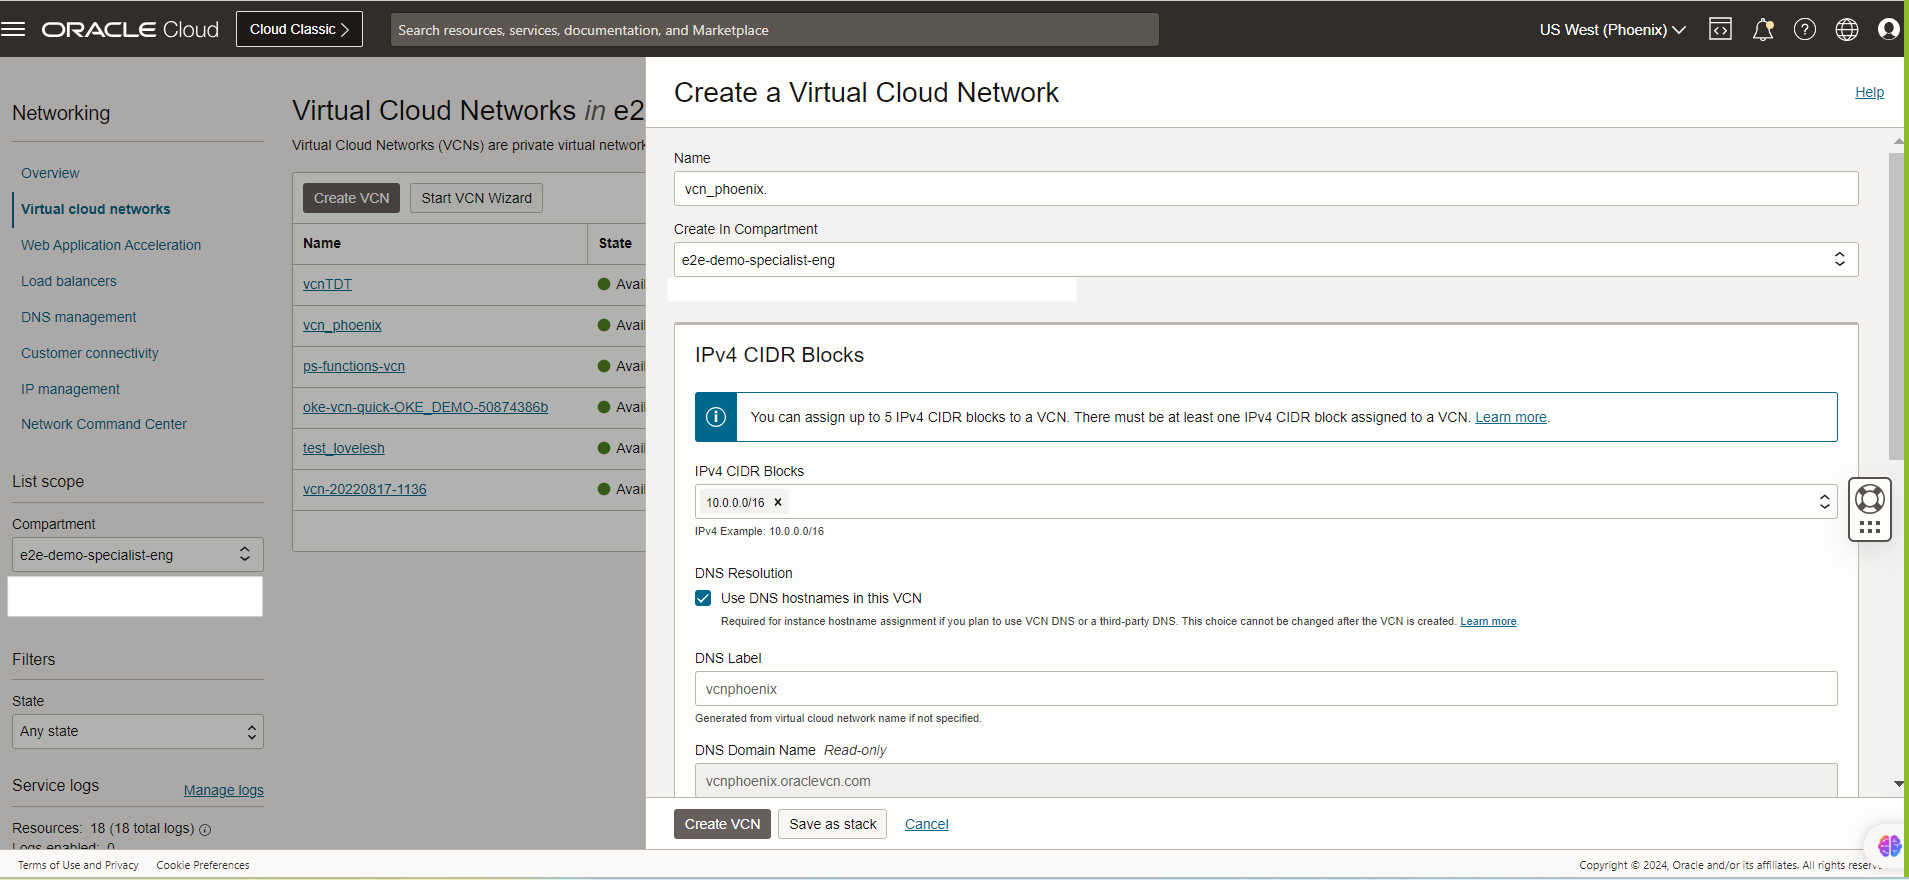 ORACLE Cloud
Cloud Classic
Search resources, services, documentation, and Marketplace
US West (Phoenix)
Networking
Overview
Virtual cloud networks
Web Application Acceleration
Load balancers
DNS management
Customer connectivity
IP management
Network Command Center
List scope
Compartment
e2e-demo-specialist-eng
Filters
State
Any state
Service logs
Manage logs
Resources: 18 (18 total logs)
Logs enabled: 0
Virtual Cloud Networks in e2
Virtual Cloud Networks (VCNs) are private virtual network
Create VCN
Start VCN Wizard
Name State
vcnTDT Avail
vcn_phoenix Avail
ps-functions-vcn Avail
oke-vcn-quick-OKE_DEMO-50874386b Avail
test_lovelesh Avail
vcn-20220817-1136 Avail
Create a Virtual Cloud Network
Help
Name
vcn_phoenix.
Create In Compartment
e2e-demo-specialist-eng
IPv4 CIDR Blocks
You can assign up to 5 IPv4 CIDR blocks to a VCN. There must be at least one IPv4 CIDR block assigned to a VCN. Learn more.
IPv4 CIDR Blocks
10.0.0.0/16 ×
IPv4 Example: 10.0.0.0/16
DNS Resolution
Use DNS hostnames in this VCN
Required for instance hostname assignment if you plan to use VCN DNS or a third-party DNS. This choice cannot be changed after the VCN is created. Learn more.
DNS Label
vcnphoenix
Generated from virtual cloud network name if not specified.
DNS Domain Name Read-only
vcnphoenix.oraclevcn.com
Create VCN
Save as stack
Cancel
Terms of Use and Privacy
Cookie Preferences
Copyright © 2024, Oracle and/or its affiliates. All rights reserv